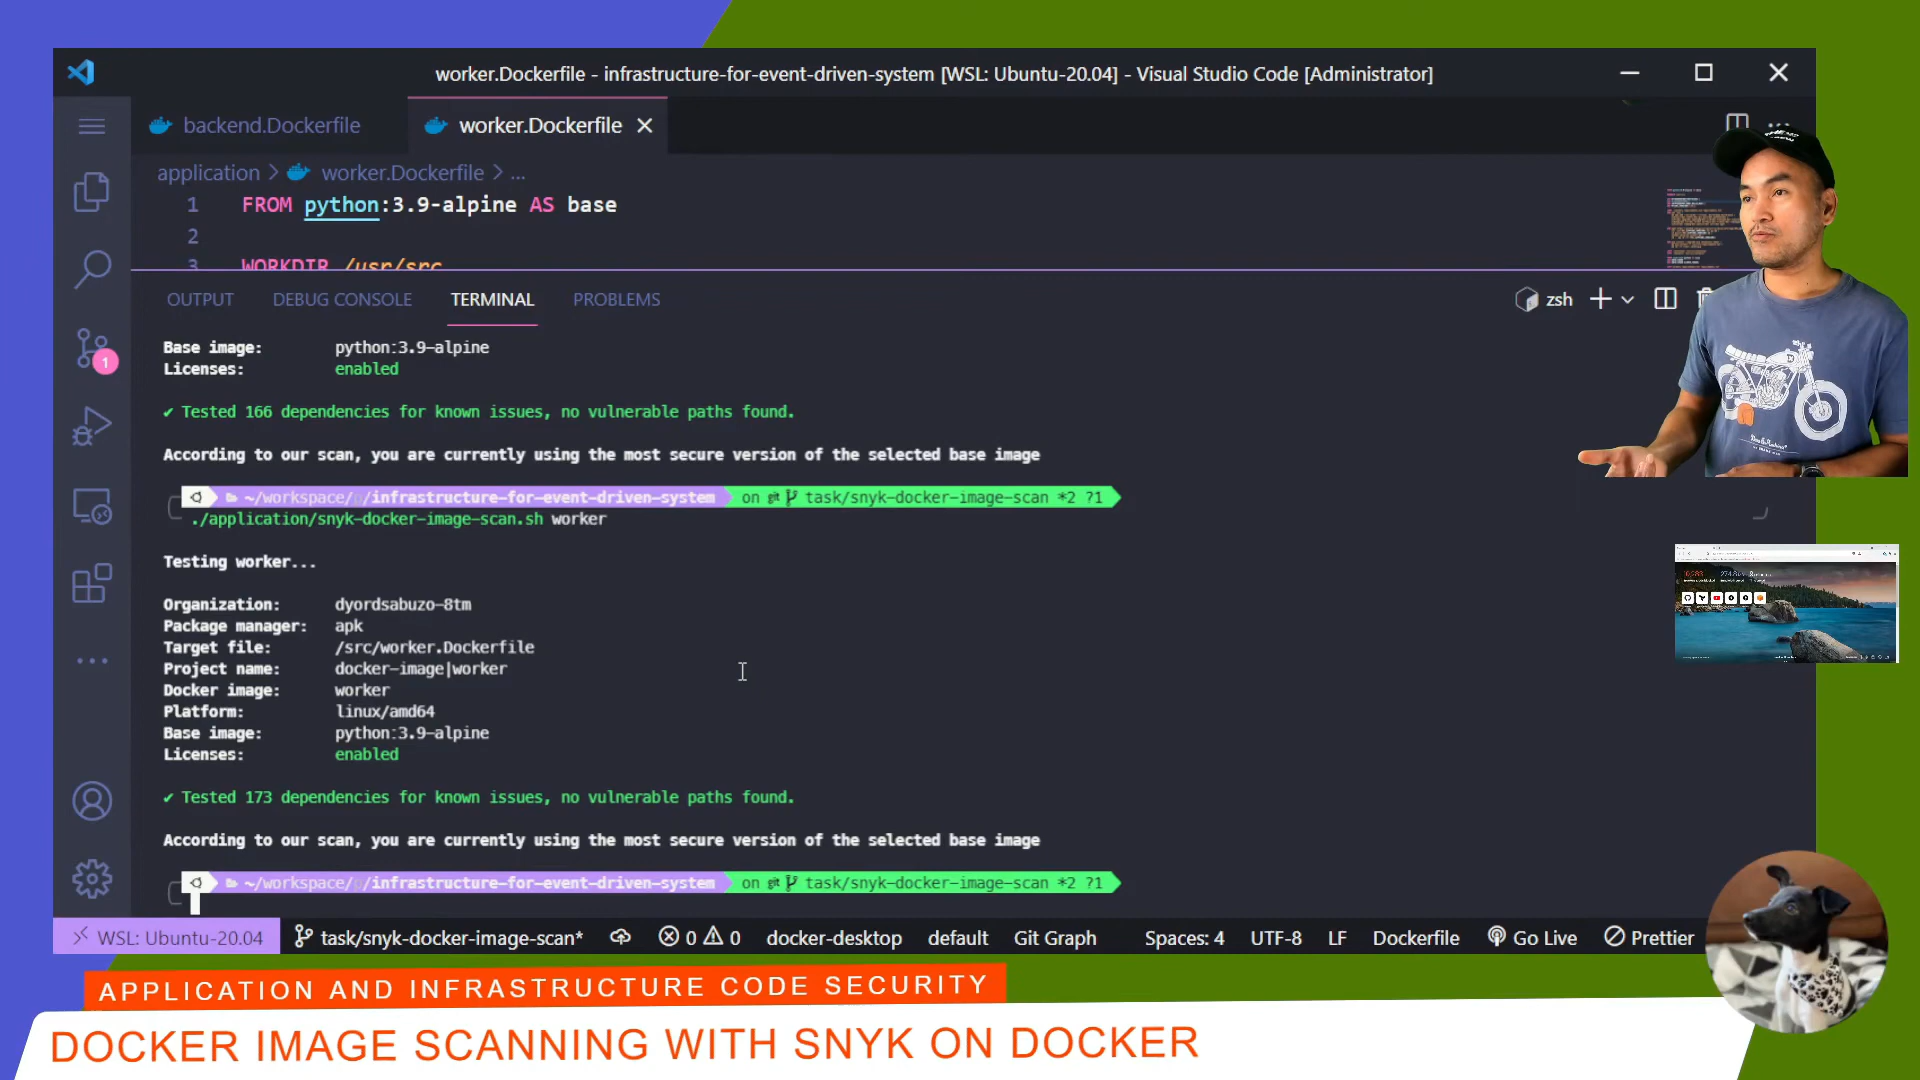 worker.Dockerfile - infrastructure-for-event-driven-system [WSL: Ubuntu-20.04] - Visual Studio Code [Administrator]
backend.Dockerfile
worker.Dockerfile
application > worker.Dockerfile > ...
1 FROM python:3.9-alpine AS base
2
3 WORKDIR /usr/src
OUTPUT DEBUG CONSOLE TERMINAL PROBLEMS
zsh
1
Base image: python:3.9-alpine
Licenses: enabled
✔ Tested 166 dependencies for known issues, no vulnerable paths found.
According to our scan, you are currently using the most secure version of the selected base image
~/workspace/p/infrastructure-for-event-driven-system on git task/snyk-docker-image-scan *2 ?1
./application/snyk-docker-image-scan.sh worker
Testing worker...
Organization: dyordsabuzo-8tm
Package manager: apk
Target file: /src/worker.Dockerfile
Project name: docker-image|worker
Docker image: worker
Platform: linux/amd64
Base image: python:3.9-alpine
Licenses: enabled
✔ Tested 173 dependencies for known issues, no vulnerable paths found.
According to our scan, you are currently using the most secure version of the selected base image
~/workspace/p/infrastructure-for-event-driven-system on git task/snyk-docker-image-scan *2 ?1
WSL: Ubuntu-20.04 task/snyk-docker-image-scan* 0 0 docker-desktop default Git Graph Spaces: 4 UTF-8 LF Dockerfile Go Live Prettier
APPLICATION AND INFRASTRUCTURE CODE SECURITY
DOCKER IMAGE SCANNING WITH SNYK ON DOCKER